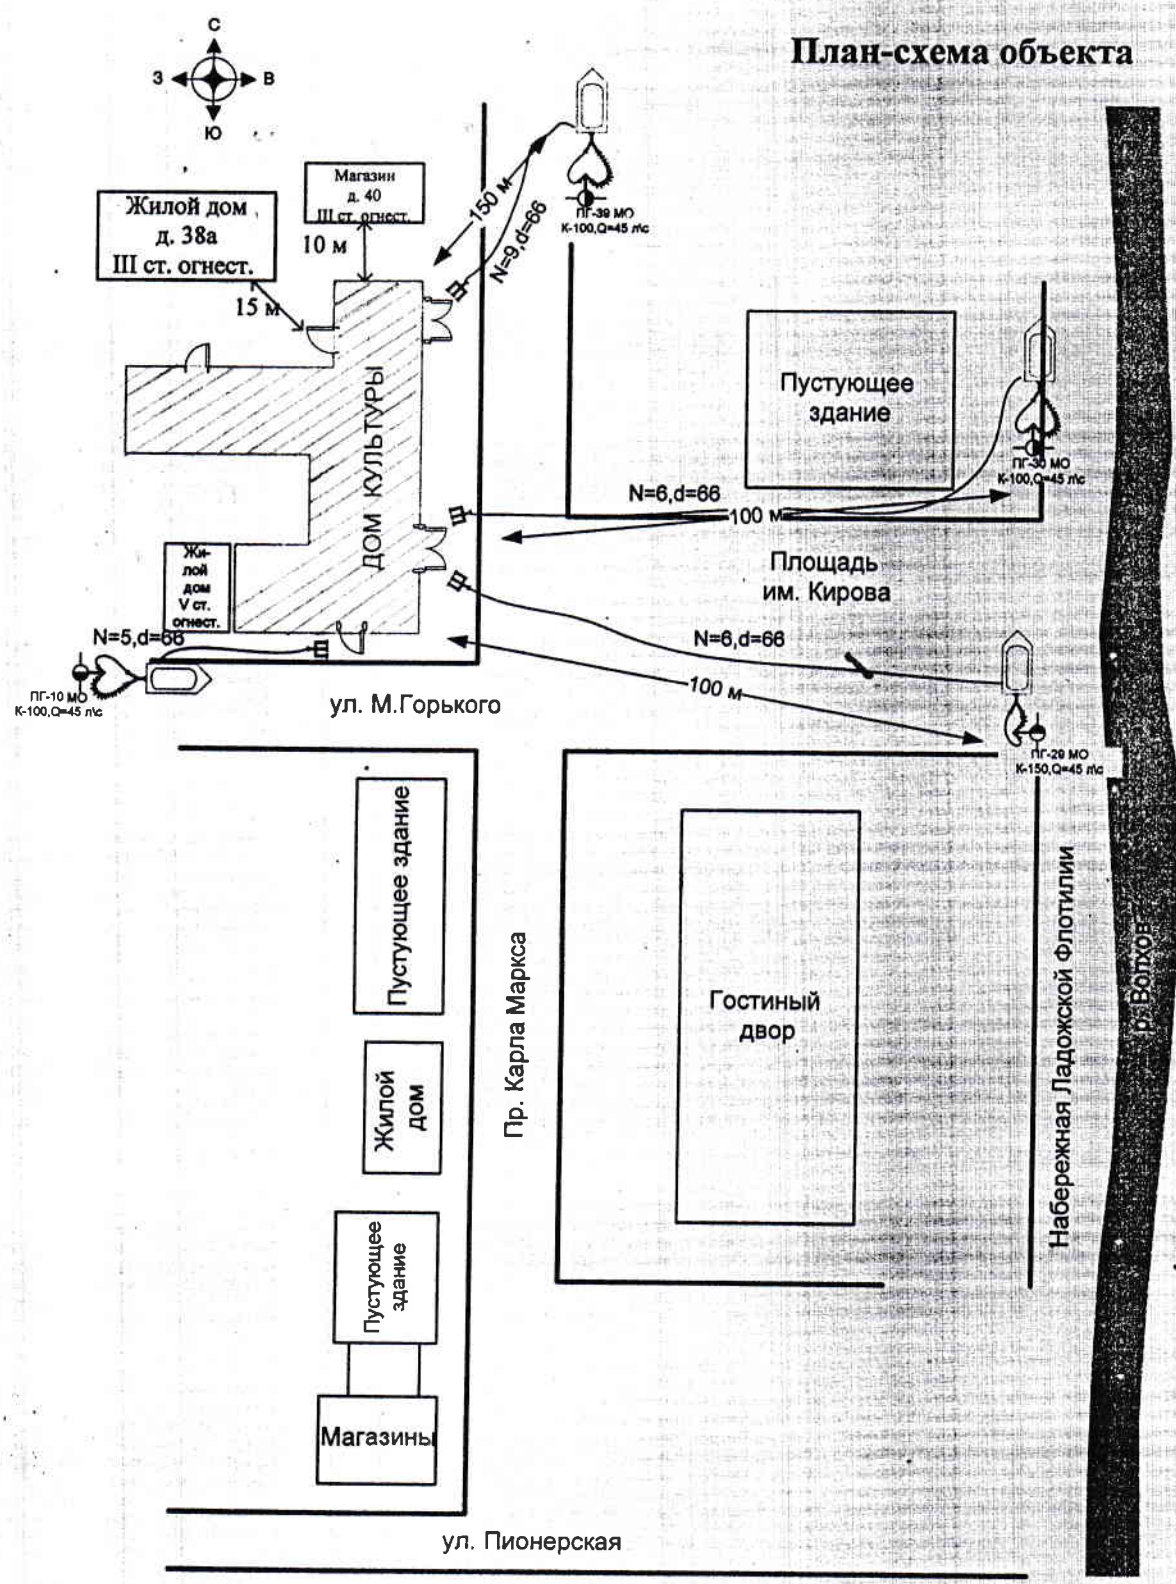 План-схема объекта
С
З
В
Ю
Магазин
д. 40
III ст. огнест.
Жилой дом
д. 38а
III ст. огнест.
10 м
15 м
150 м
N=9,d=66
ПГ-39 МО
К-100,Q=45 л\с
ДОМ КУЛЬТУРЫ
Пустующее
здание
ПГ-30 МО
К-100,Q=45 л\с
N=6,d=66
100 м
Площадь
им. Кирова
Жи-
лой
дом
V ст.
огнест.
N=5,d=66
N=6,d=66
100 м
ПГ-10 МО
К-100,Q=45 л\с
ул. М.Горького
ПГ-29 МО
К-150,Q=45 л\с
Пустующее здание
Жилой
дом
Пустующее
здание
Магазины
Пр. Карла Маркса
Гостиный
двор
Набережная Ладожской Флотилии
р. Волхов
ул. Пионерская